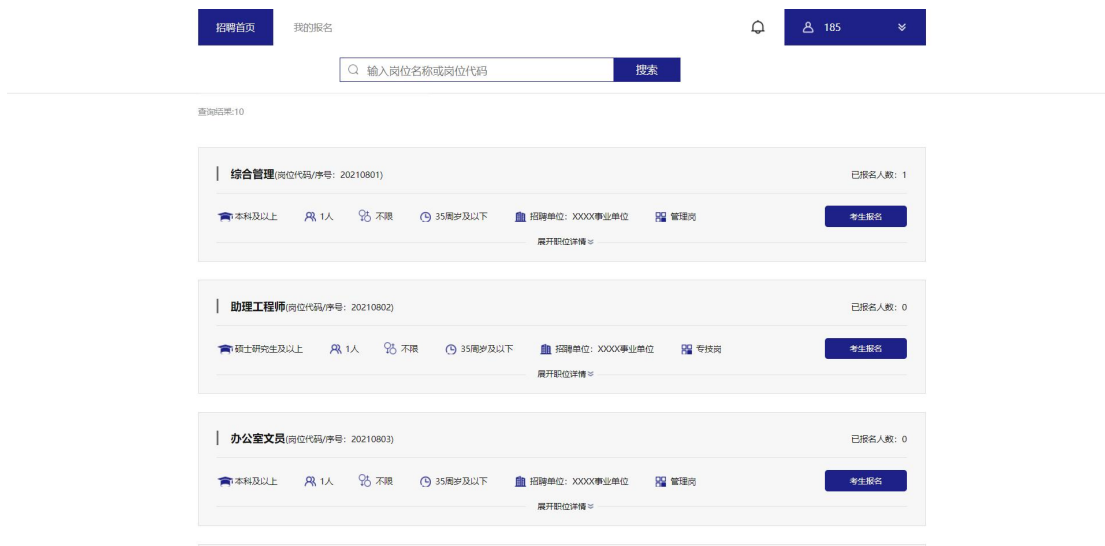 招聘首页 我的报名 185
输入岗位名称或岗位代码 搜索
查询结果:10
综合管理(岗位代码/序号：20210801) 已报名人数：1
本科及以上 1人 不限 35周岁及以下 招聘单位：XXXX事业单位 管理岗 考生报名
展开职位详情
助理工程师(岗位代码/序号：20210802) 已报名人数：0
硕士研究生及以上 1人 不限 35周岁及以下 招聘单位：XXXX事业单位 专技岗 考生报名
展开职位详情
办公室文员(岗位代码/序号：20210803) 已报名人数：0
本科及以上 1人 不限 35周岁及以下 招聘单位：XXXX事业单位 管理岗 考生报名
展开职位详情